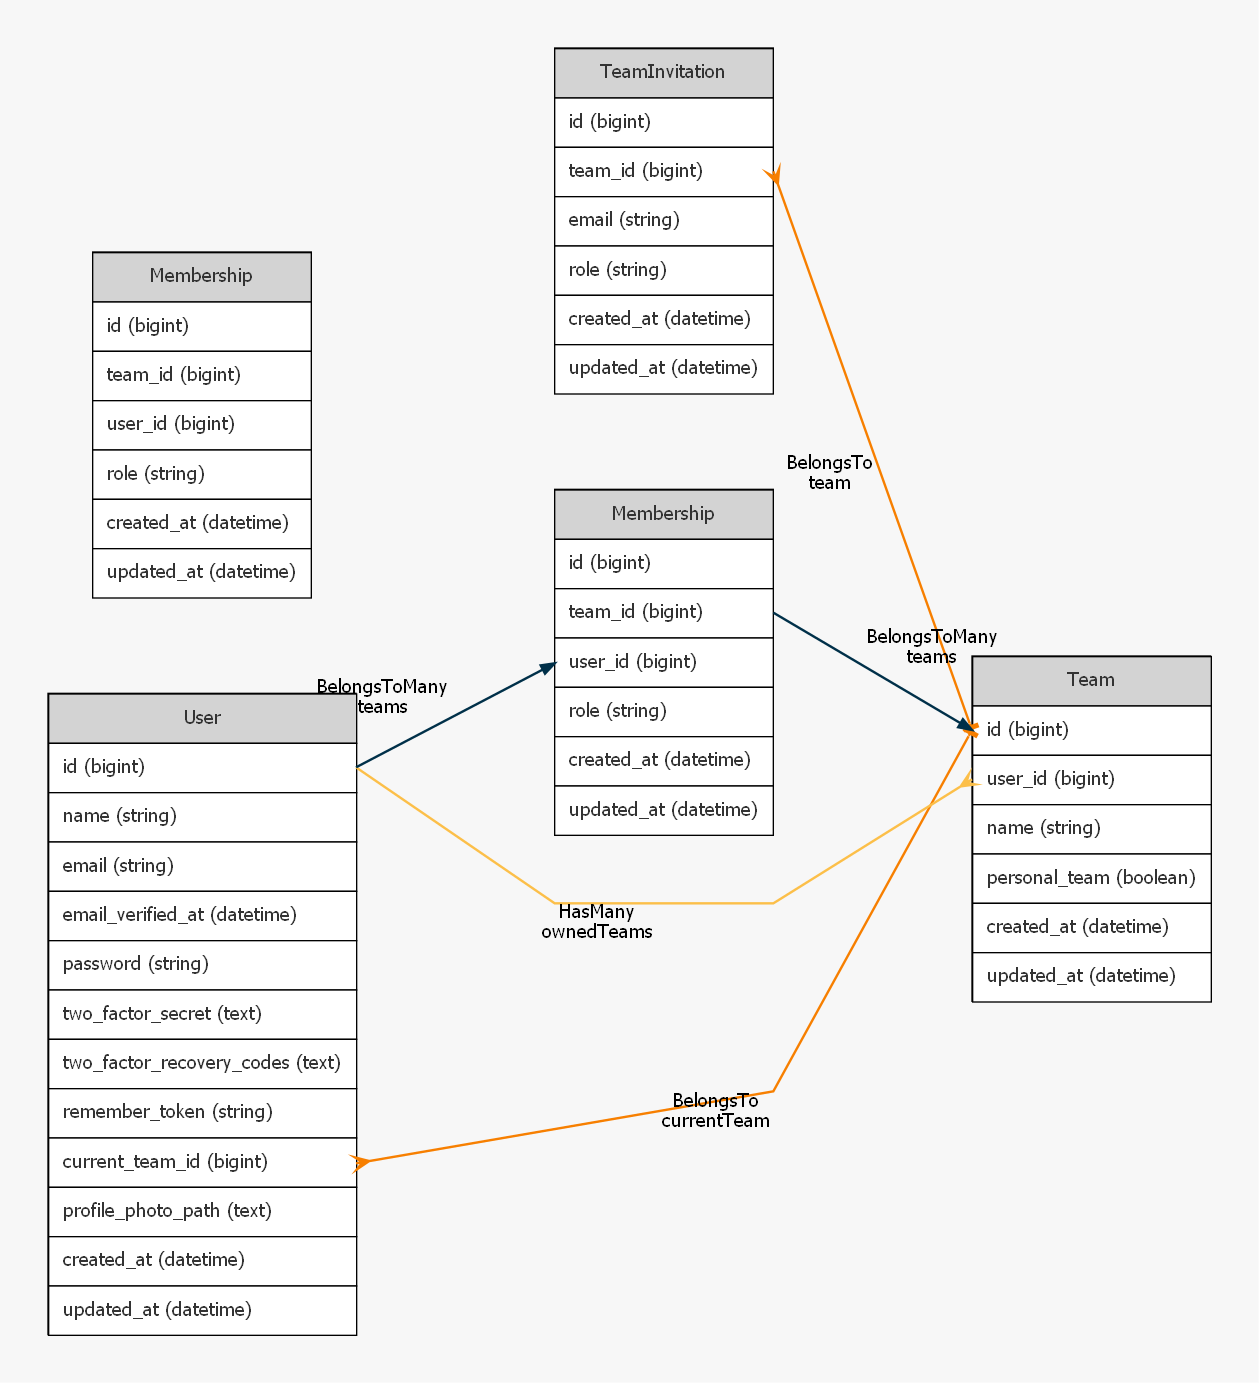 TeamInvitation
id (bigint)
team_id (bigint)
email (string)
role (string)
created_at (datetime)
updated_at (datetime)
Membership
id (bigint)
team_id (bigint)
user_id (bigint)
role (string)
created_at (datetime)
updated_at (datetime)
BelongsTo
team
Membership
id (bigint)
team_id (bigint)
user_id (bigint)
role (string)
created_at (datetime)
updated_at (datetime)
BelongsToMany
teams
BelongsToMany
teams
User
id (bigint)
name (string)
email (string)
email_verified_at (datetime)
password (string)
two_factor_secret (text)
two_factor_recovery_codes (text)
remember_token (string)
current_team_id (bigint)
profile_photo_path (text)
created_at (datetime)
updated_at (datetime)
Team
id (bigint)
user_id (bigint)
name (string)
personal_team (boolean)
created_at (datetime)
updated_at (datetime)
HasMany
ownedTeams
BelongsTo
currentTeam